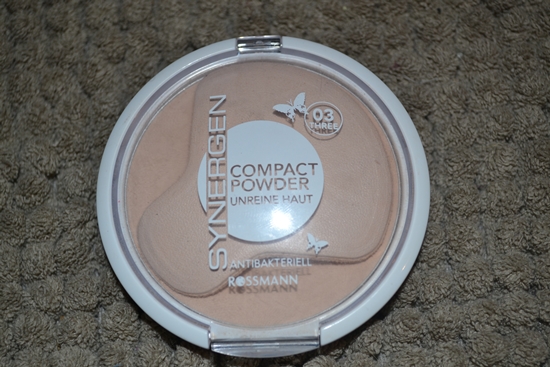 SYNERGEN
03
THREE
COMPACT
POWDER
UNREINE HAUT
ANTIBAKTERIELL
ROSSMANN